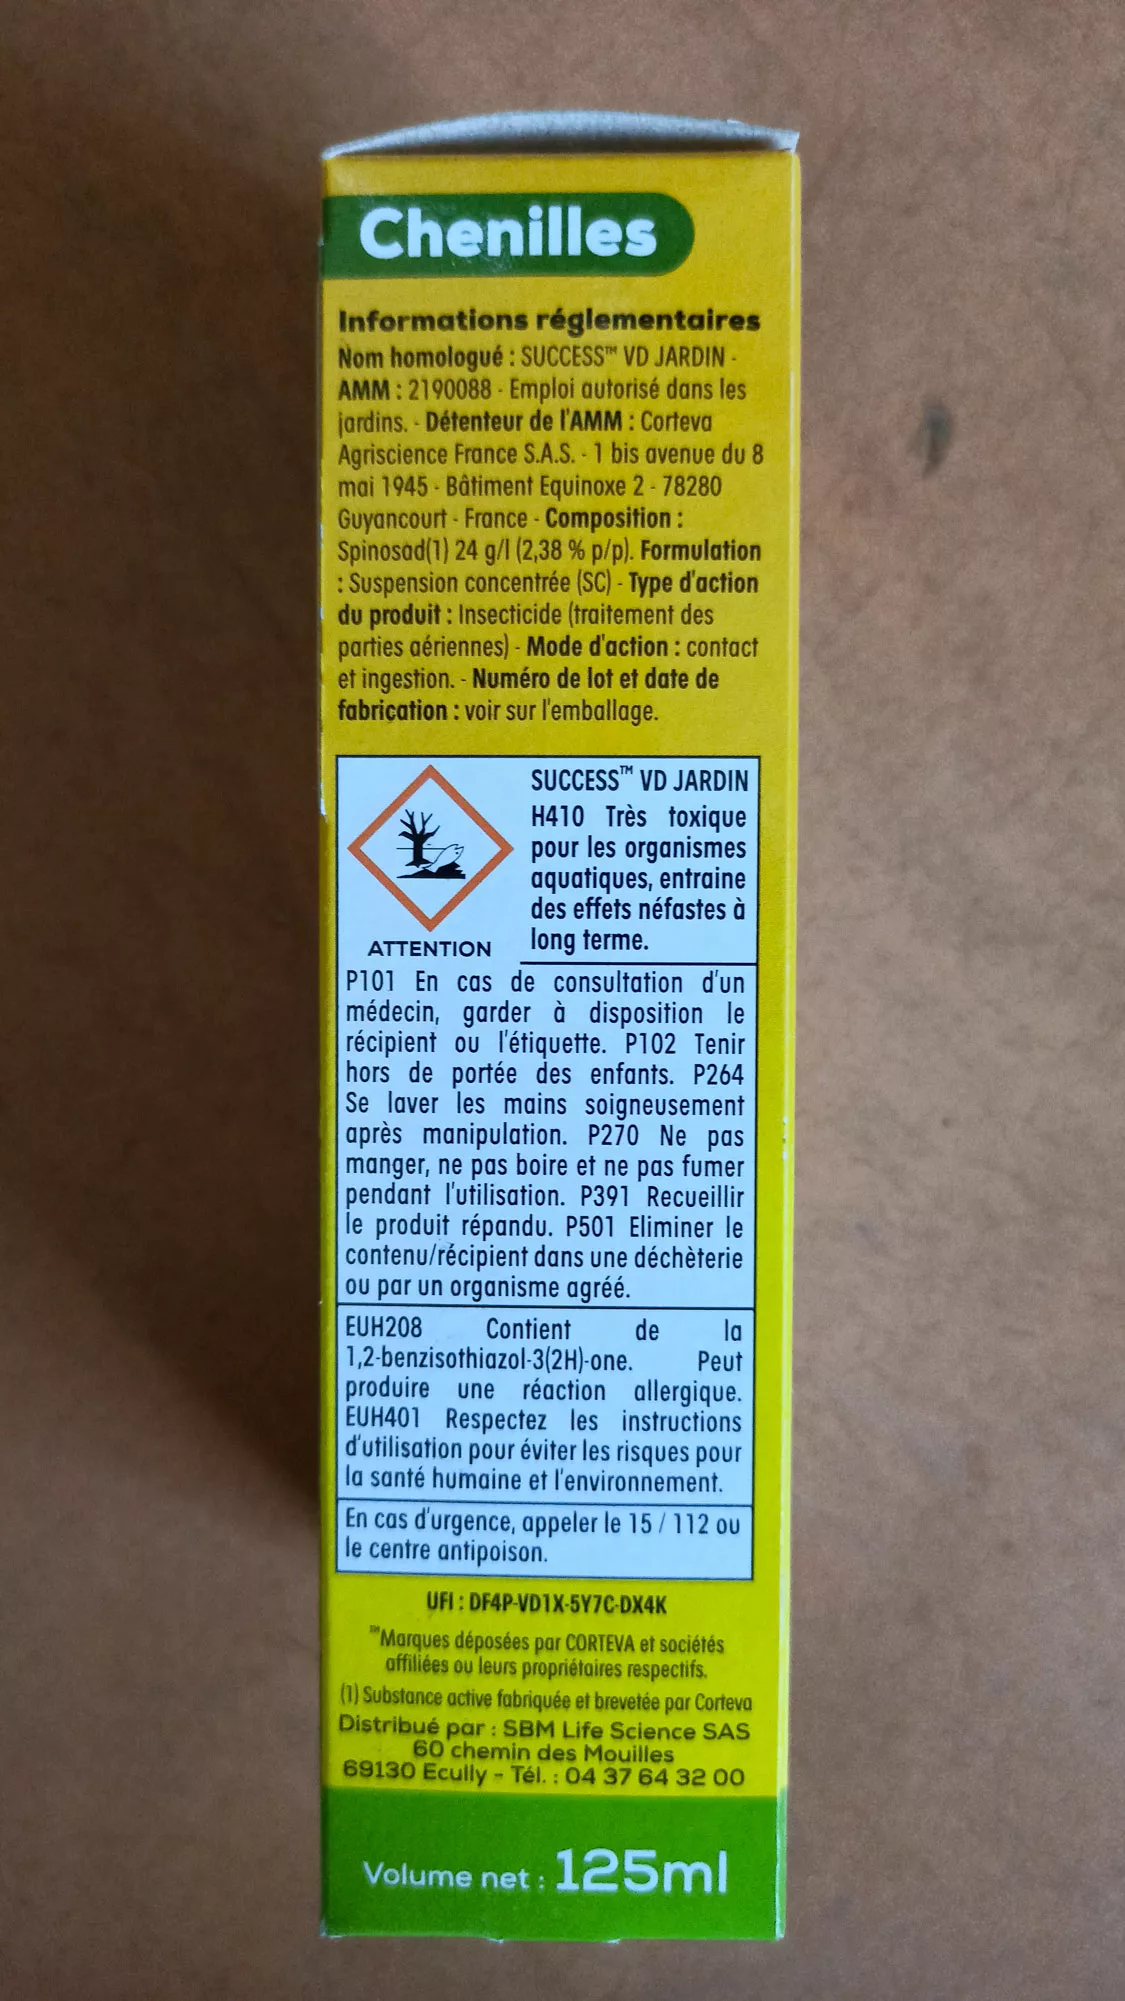 Chenilles
Informations réglementaires
Nom homologué : SUCCESS™ VD JARDIN -
AMM : 2190088 - Emploi autorisé dans les
jardins. - Détenteur de l'AMM : Corteva
Agriscience France S.A.S. - 1 bis avenue du 8
mai 1945 - Bâtiment Equinoxe 2 - 78280
Guyancourt - France - Composition :
Spinosad(1) 24 g/l (2,38 % p/p). Formulation
: Suspension concentrée (SC) - Type d'action
du produit : Insecticide (traitement des
parties aériennes) - Mode d'action : contact
et ingestion. - Numéro de lot et date de
fabrication : voir sur l'emballage.
SUCCESS™ VD JARDIN
H410 Très toxique
pour les organismes
aquatiques, entraine
des effets néfastes à
long terme.
ATTENTION
P101 En cas de consultation d'un
médecin, garder à disposition le
récipient ou l'étiquette. P102 Tenir
hors de portée des enfants. P264
Se laver les mains soigneusement
après manipulation. P270 Ne pas
manger, ne pas boire et ne pas fumer
pendant l'utilisation. P391 Recueillir
le produit répandu. P501 Eliminer le
contenu/récipient dans une déchèterie
ou par un organisme agréé.
EUH208 Contient de la
1,2-benzisothiazol-3(2H)-one. Peut
produire une réaction allergique.
EUH401 Respectez les instructions
d'utilisation pour éviter les risques pour
la santé humaine et l'environnement.
En cas d'urgence, appeler le 15 / 112 ou
le centre antipoison.
UFI : DF4P-VD1X-5Y7C-DX4K
™Marques déposées par CORTEVA et sociétés
affiliées ou leurs propriétaires respectifs.
(1) Substance active fabriquée et brevetée par Corteva
Distribué par : SBM Life Science SAS
60 chemin des Mouilles
69130 Ecully - Tél. : 04 37 64 32 00
Volume net : 125ml